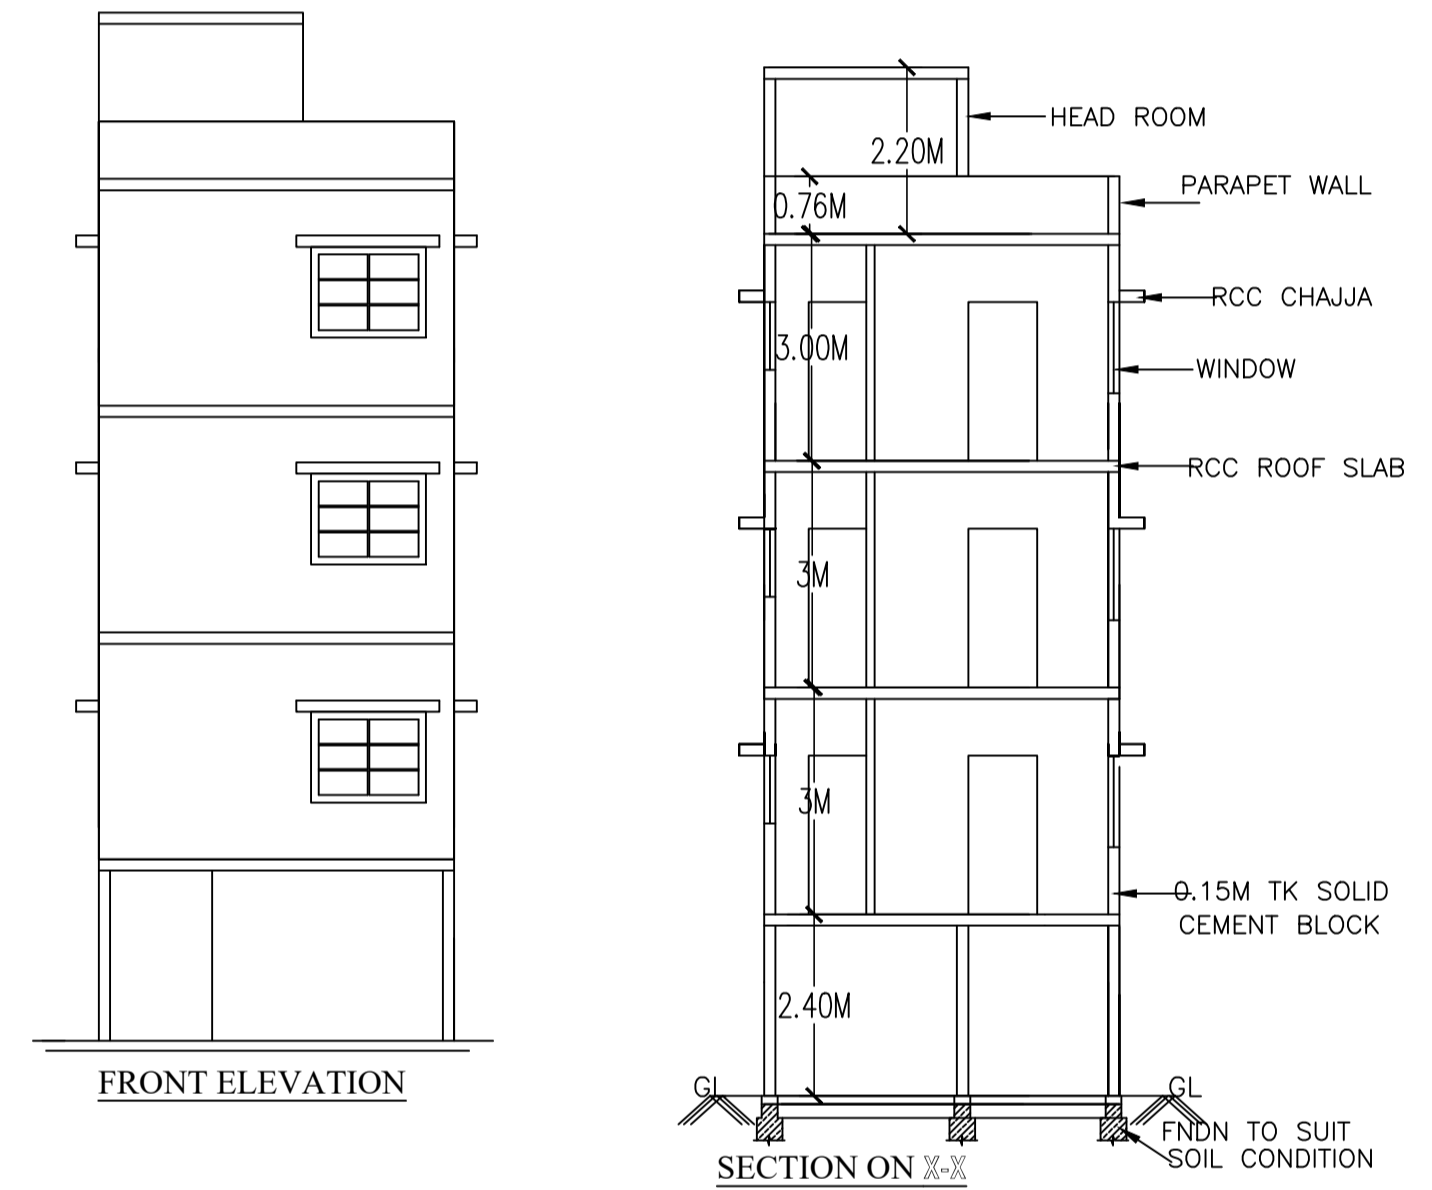 HEAD ROOM
2.20M
PARAPET WALL
0.76M
RCC CHAJJA
3.00M
WINDOW
RCC ROOF SLAB
3M
3M
0.15M TK SOLID
CEMENT BLOCK
2.40M
GL
GL
FRONT ELEVATION
FNDN TO SUIT
SOIL CONDITION
SECTION ON X-X